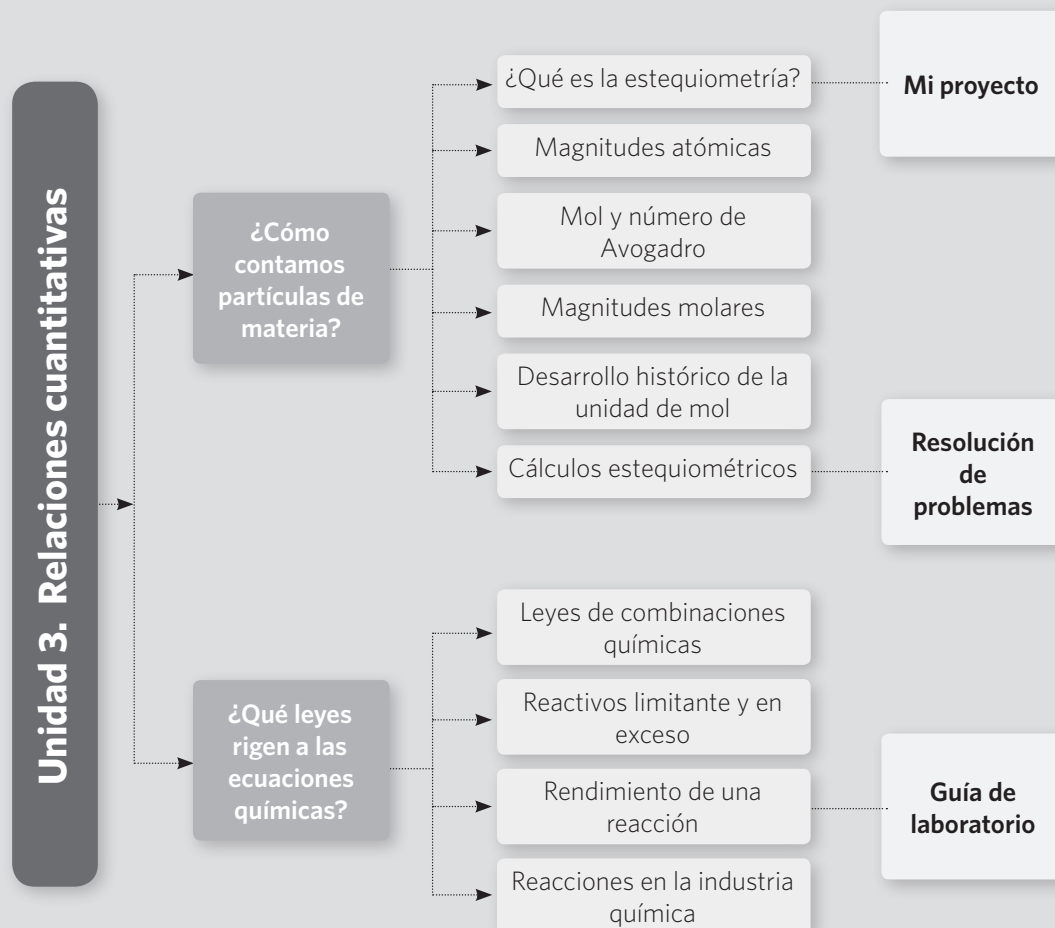 Unidad 3. Relaciones cuantitativas
¿Cómo
contamos
partículas de
materia?
¿Qué es la estequiometría?
Mi proyecto
Magnitudes atómicas
Mol y número de
Avogadro
Magnitudes molares
Desarrollo histórico de la
unidad de mol
Cálculos estequiométricos
Resolución
de
problemas
¿Qué leyes
rigen a las
ecuaciones
químicas?
Leyes de combinaciones
químicas
Reactivos limitante y en
exceso
Rendimiento de una
reacción
Guía de
laboratorio
Reacciones en la industria
química